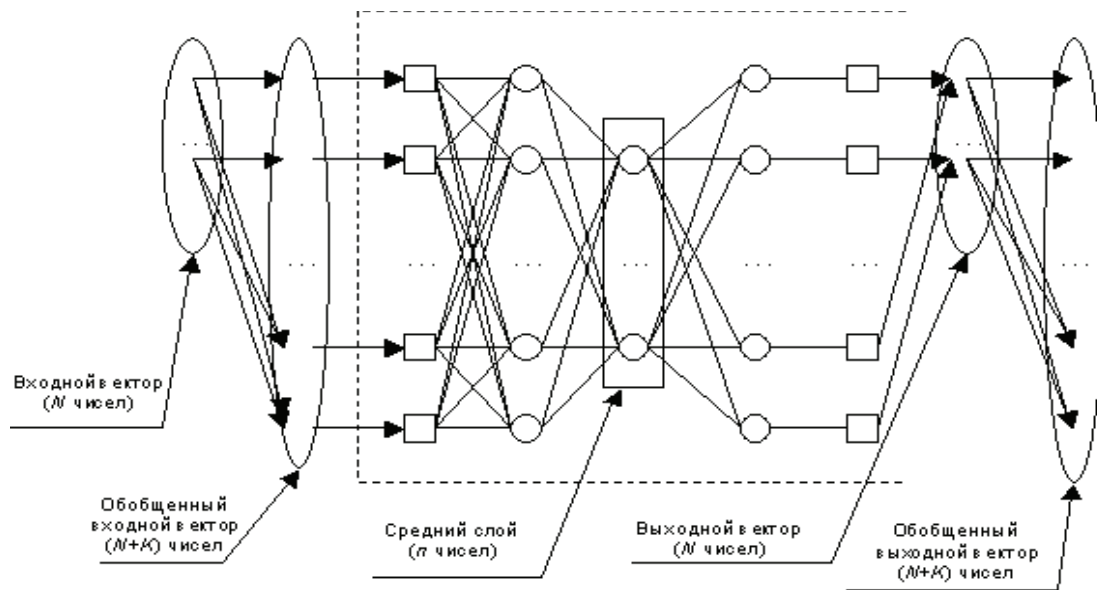 ...
...
... ... ... ... ... ... ...
Входной вектор
(N чисел)
Обобщенный
входной вектор
(N+K) чисел
Средний слой
(n чисел)
Выходной вектор
(N чисел)
Обобщенный
выходной вектор
(N+K) чисел